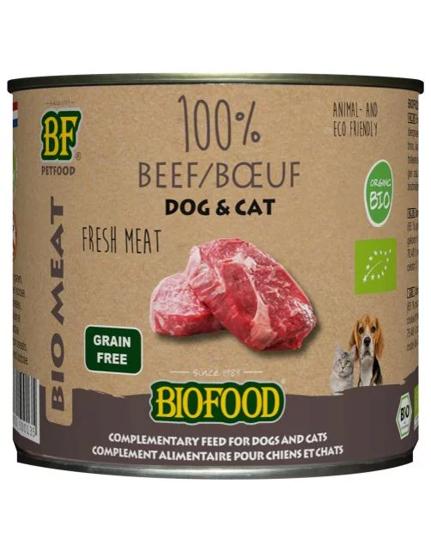 100%
BEEF/BŒUF
DOG & CAT
FRESH MEAT
ANIMAL- AND
ECO FRIENDLY
BF®
PETFOOD
ORGANIC
BIO
BIO MEAT
GRAIN
FREE
since 1989
BIOFOOD®
BIO
COMPLEMENTARY FEED FOR DOGS AND CATS
COMPLEMENT ALIMENTAIRE POUR CHIENS ET CHATS